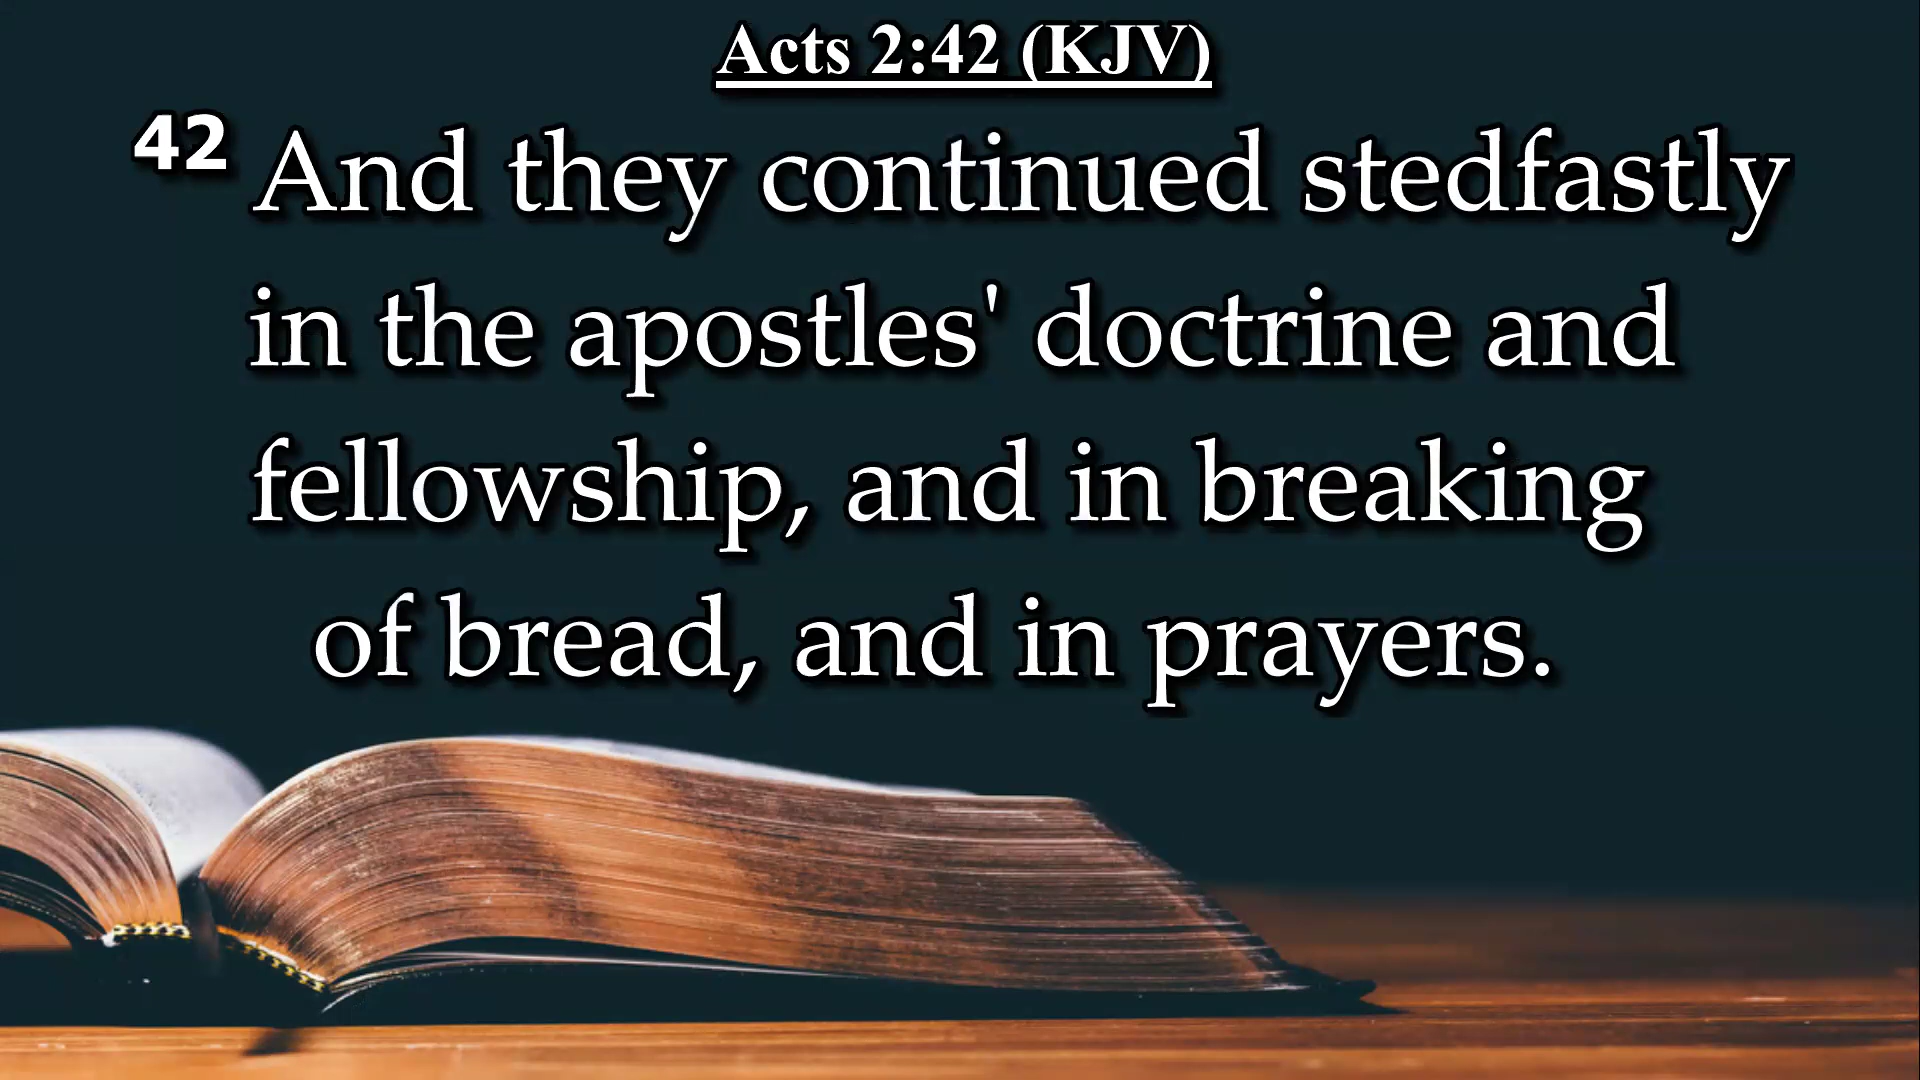 Acts 2:42 (KJV)
42 And they continued stedfastly
in the apostles' doctrine and
fellowship, and in breaking
of bread, and in prayers.